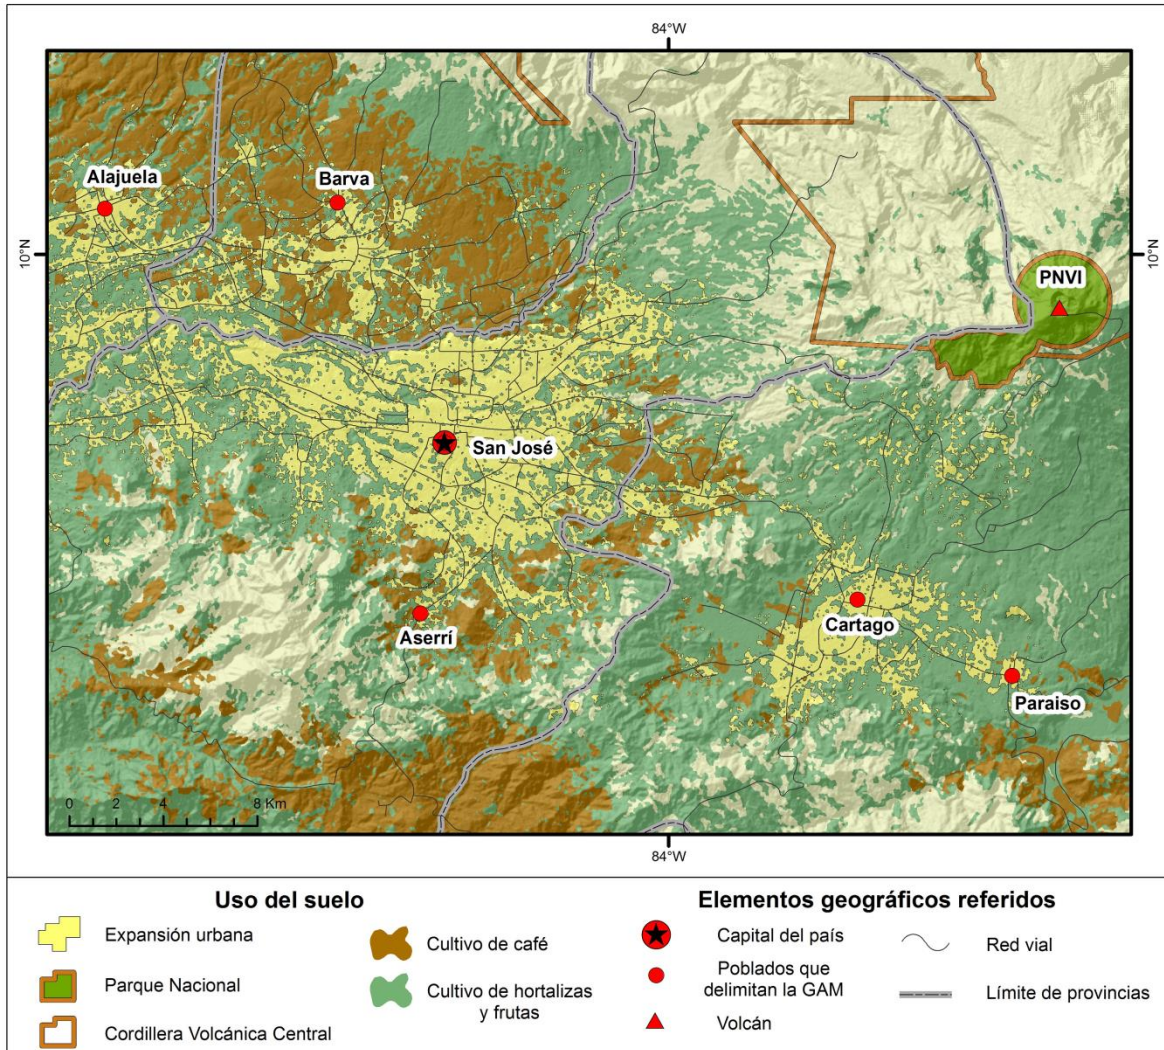 84°W
Alajuela
Barva
10°N
10°N
PNVI
San José
Aserrí
Cartago
Paraiso
0 2 4 8 Km
84°W
Uso del suelo
Expansión urbana
Parque Nacional
Cordillera Volcánica Central
Cultivo de café
Cultivo de hortalizas
y frutas
Elementos geográficos referidos
Capital del país
Poblados que
delimitan la GAM
Volcán
Red vial
Límite de provincias